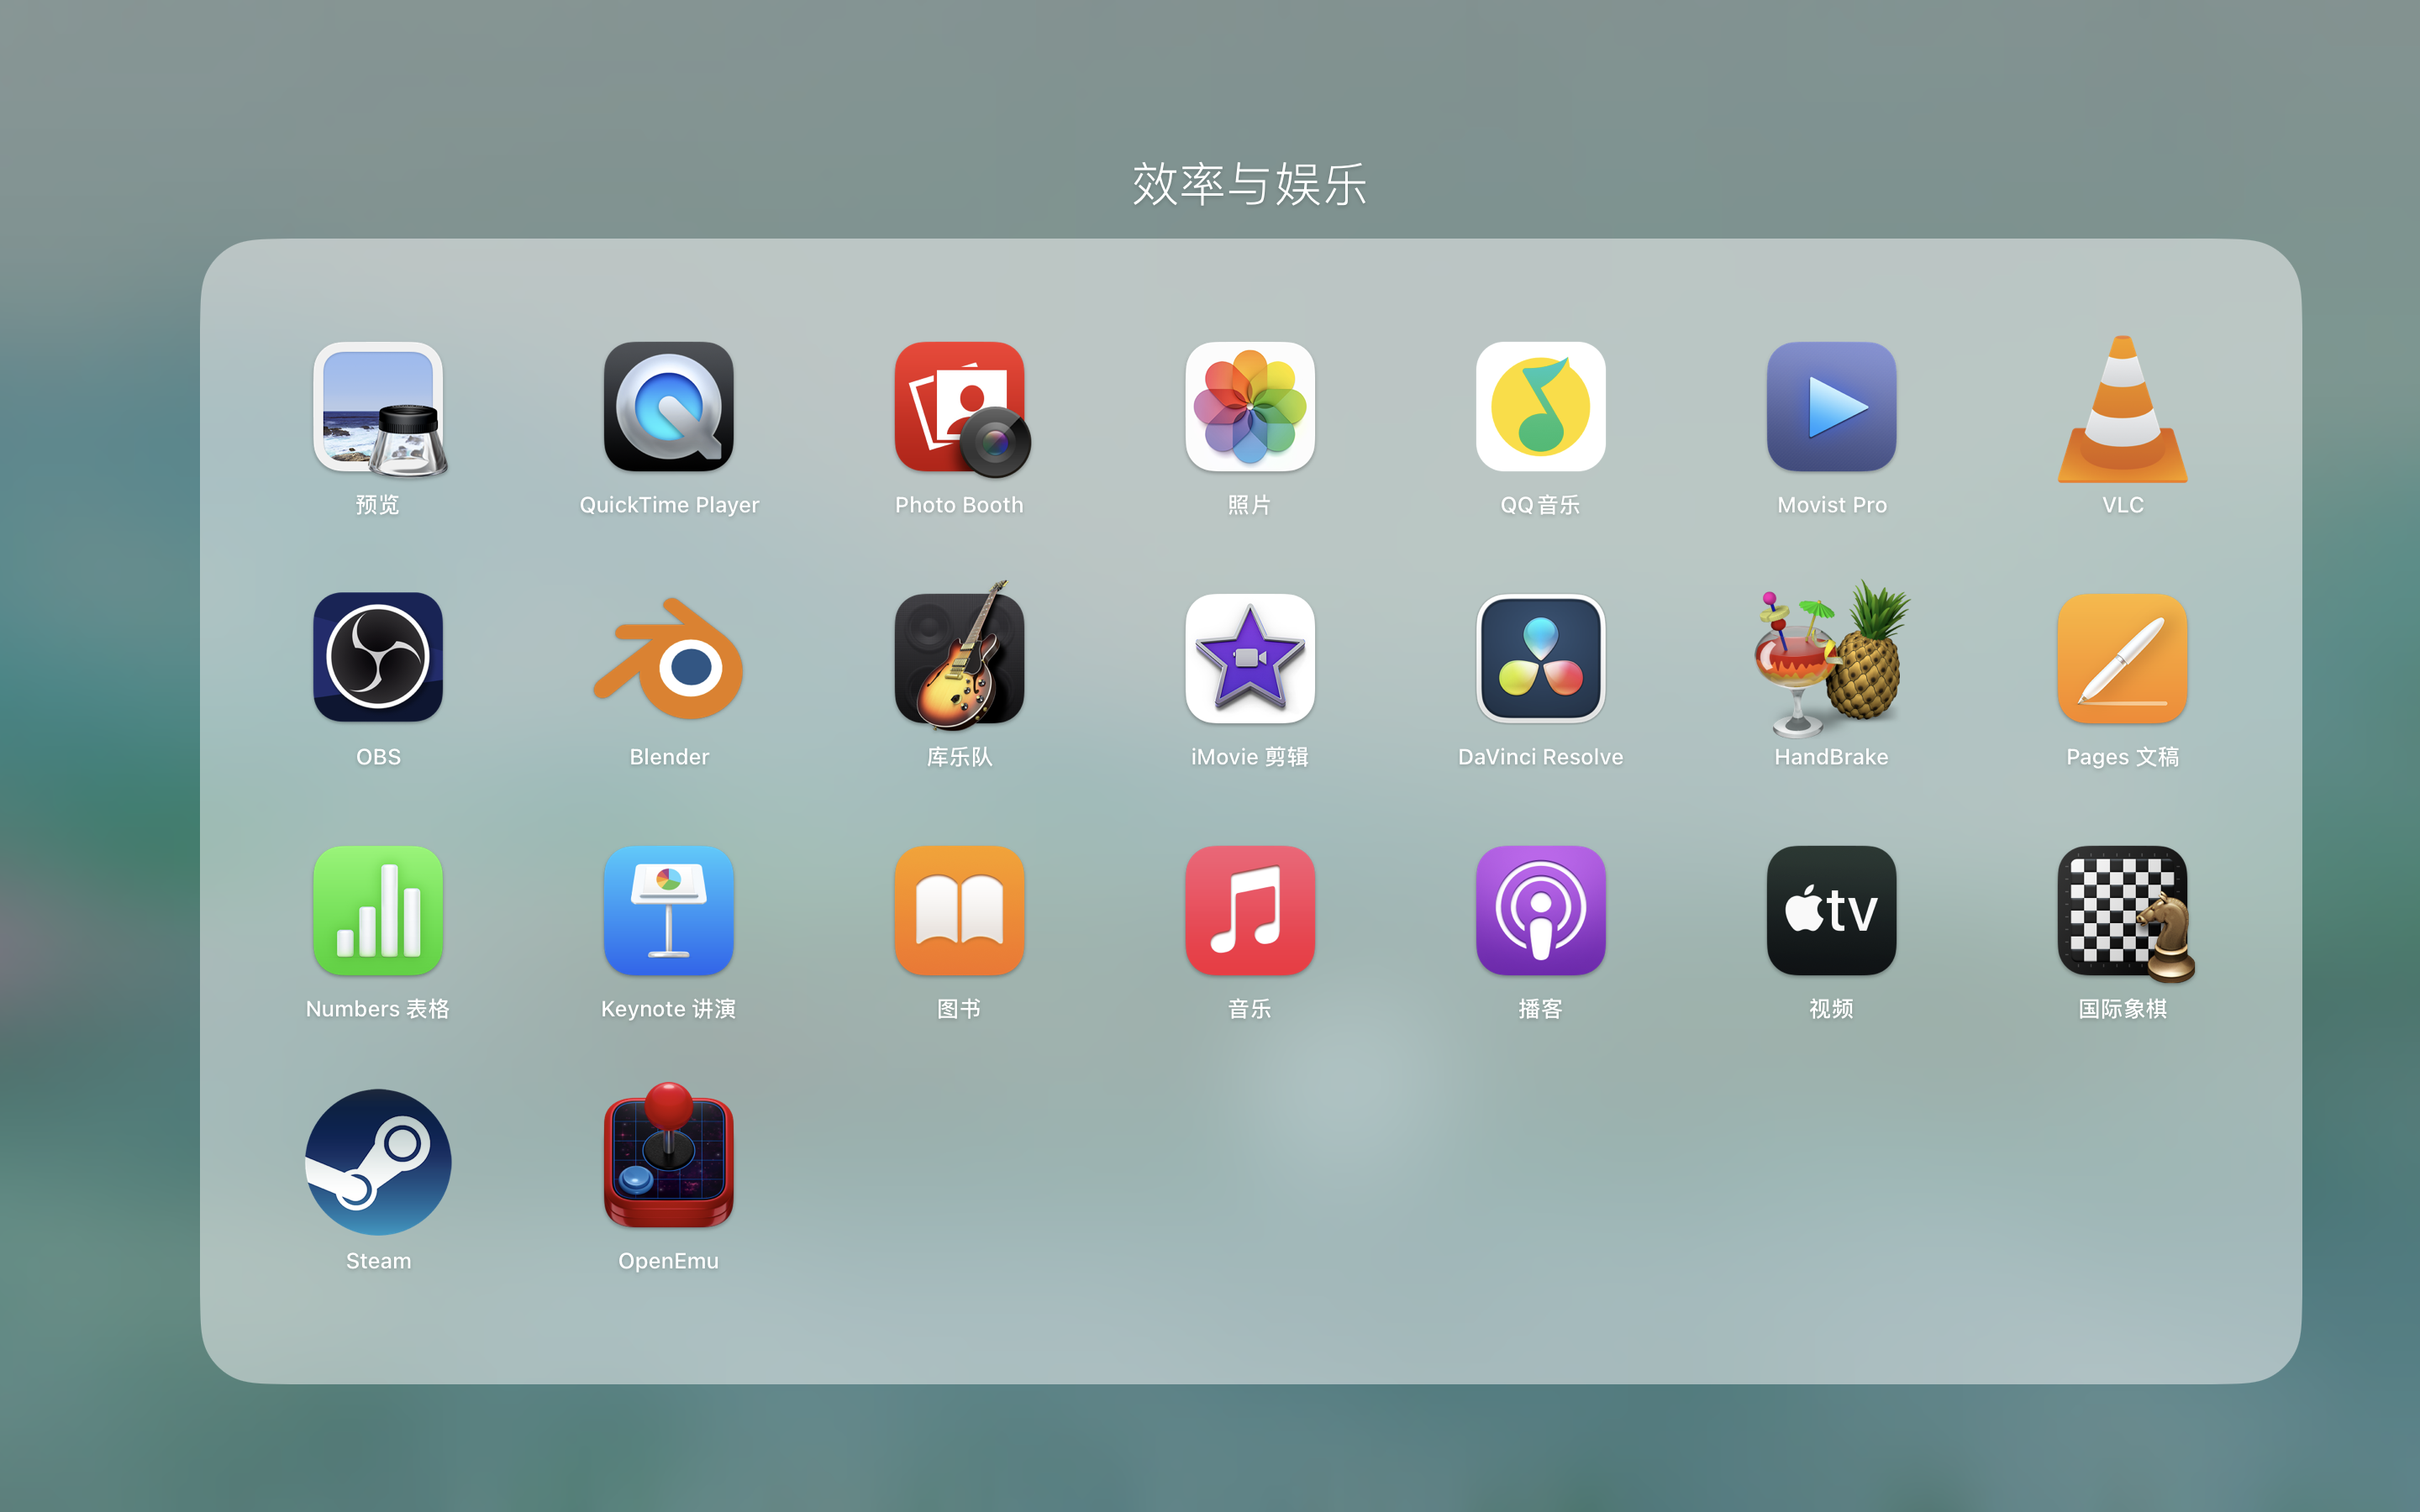 效率与娱乐
预览
QuickTime Player
Photo Booth
照片
QQ音乐
Movist Pro
VLC
OBS
Blender
库乐队
iMovie 剪辑
DaVinci Resolve
HandBrake
Pages 文稿
Numbers 表格
Keynote 讲演
图书
音乐
播客
tv
视频
国际象棋
Steam
OpenEmu